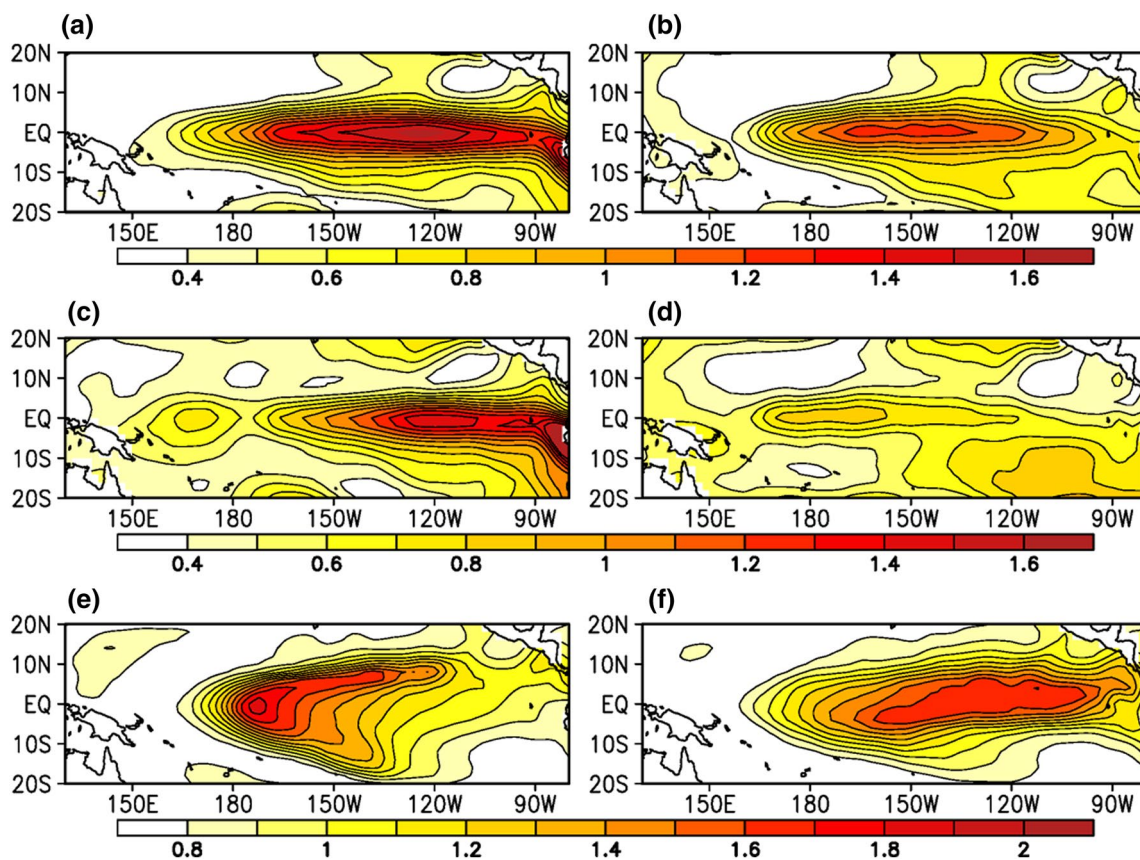 (a) (b)
20N 20N
10N 10N
EQ EQ
10S 10S
20S 20S
150E 180 150W 120W 90W 150E 180 150W 120W 90W
0.4 0.6 0.8 1 1.2 1.4 1.6
(c) (d)
20N 20N
10N 10N
EQ EQ
10S 10S
20S 20S
150E 180 150W 120W 90W 150E 180 150W 120W 90W
0.4 0.6 0.8 1 1.2 1.4 1.6
(e) (f)
20N 20N
10N 10N
EQ EQ
10S 10S
20S 20S
150E 180 150W 120W 90W 150E 180 150W 120W 90W
0.8 1 1.2 1.4 1.6 1.8 2